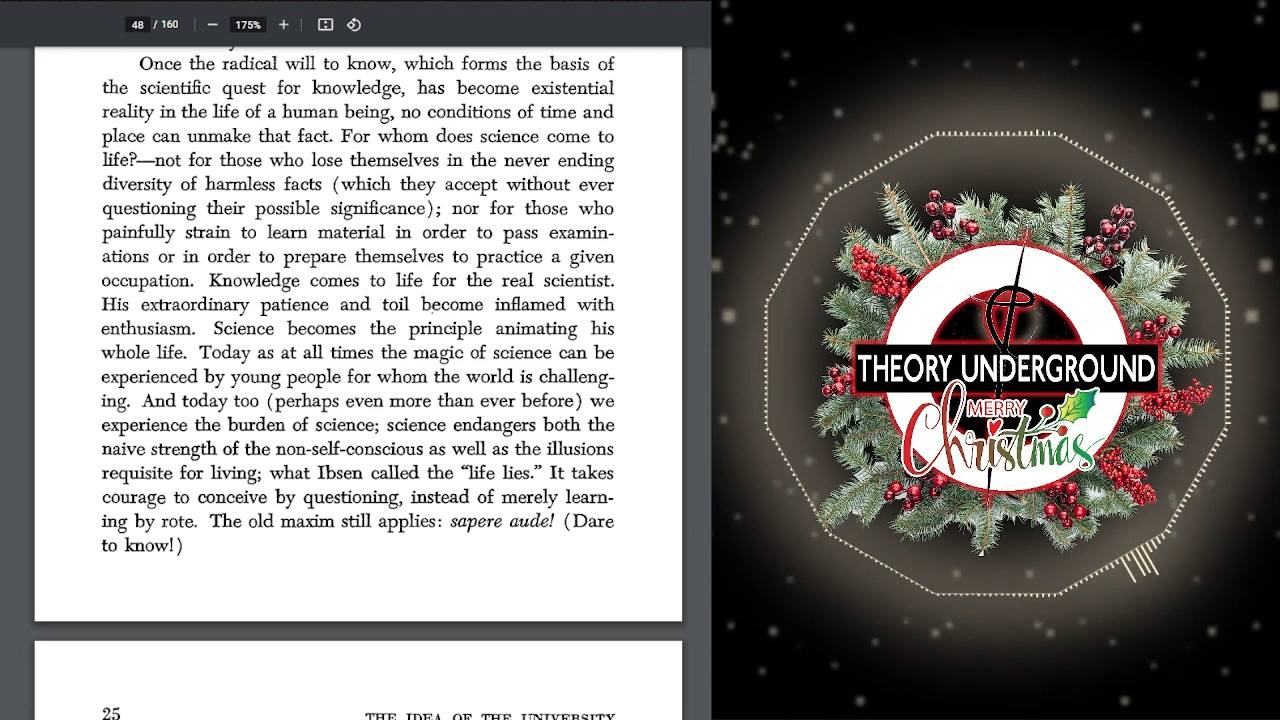 48 / 160 − 175% +
Once the radical will to know, which forms the basis of
the scientific quest for knowledge, has become existential
reality in the life of a human being, no conditions of time and
place can unmake that fact. For whom does science come to
life?—not for those who lose themselves in the never ending
diversity of harmless facts (which they accept without ever
questioning their possible significance); nor for those who
painfully strain to learn material in order to pass examin-
ations or in order to prepare themselves to practice a given
occupation. Knowledge comes to life for the real scientist.
His extraordinary patience and toil become inflamed with
enthusiasm. Science becomes the principle animating his
whole life. Today as at all times the magic of science can be
experienced by young people for whom the world is challeng-
ing. And today too (perhaps even more than ever before) we
experience the burden of science; science endangers both the
naive strength of the non-self-conscious as well as the illusions
requisite for living; what Ibsen called the “life lies.” It takes
courage to conceive by questioning, instead of merely learn-
ing by rote. The old maxim still applies: sapere aude! (Dare
to know!)
25 THE IDEA OF THE UNIVERSITY
THEORY UNDERGROUND
MERRY
Christmas